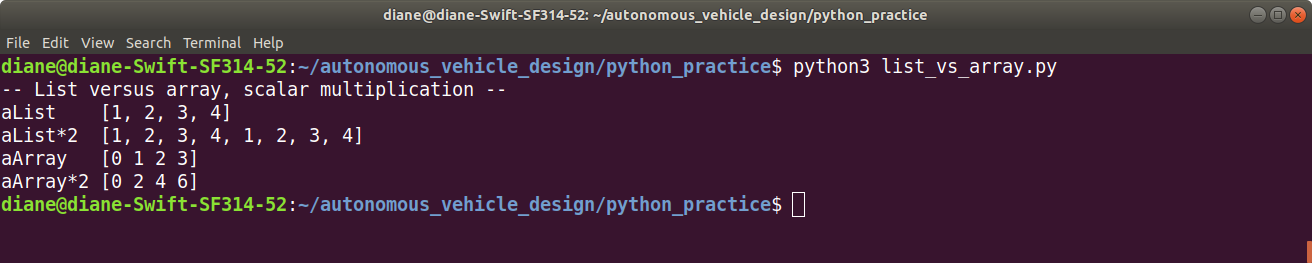 diane@diane-Swift-SF314-52: ~/autonomous_vehicle_design/python_practice
File Edit View Search Terminal Help
diane@diane-Swift-SF314-52:~/autonomous_vehicle_design/python_practice$ python3 list_vs_array.py
-- List versus array, scalar multiplication --
aList    [1, 2, 3, 4]
aList*2  [1, 2, 3, 4, 1, 2, 3, 4]
aArray   [0 1 2 3]
aArray*2 [0 2 4 6]
diane@diane-Swift-SF314-52:~/autonomous_vehicle_design/python_practice$